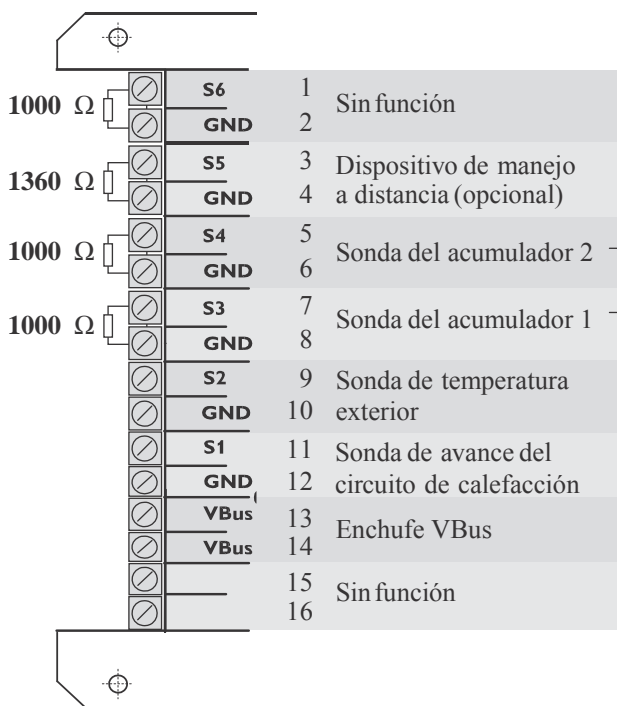 1000 Ω S6 1 Sin función
GND 2
1360 Ω S5 3 Dispositivo de manejo
GND 4 a distancia (opcional)
1000 Ω S4 5 Sonda del acumulador 2
GND 6
1000 Ω S3 7 Sonda del acumulador 1
GND 8
S2 9 Sonda de temperatura
GND 10 exterior
S1 11 Sonda de avance del
GND 12 circuito de calefacción
VBus 13 Enchufe VBus
VBus 14
15 Sin función
16